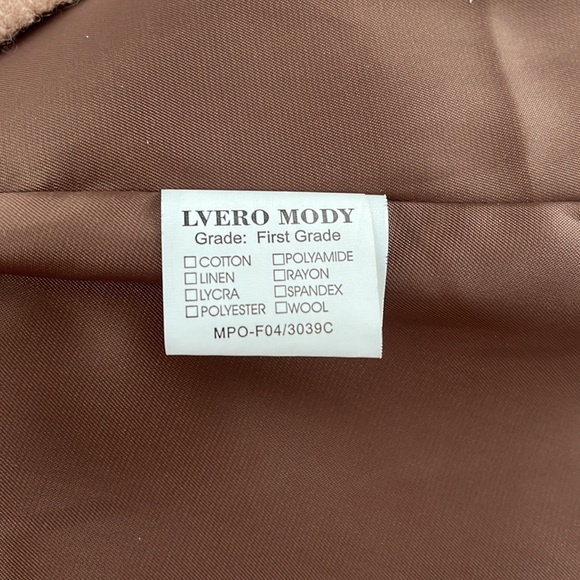 LVERO MODY
Grade: First Grade
☐COTTON ☐POLYAMIDE
☐LINEN ☐RAYON
☐LYCRA ☐SPANDEX
☐POLYESTER ☐WOOL
MPO-F04/3039C